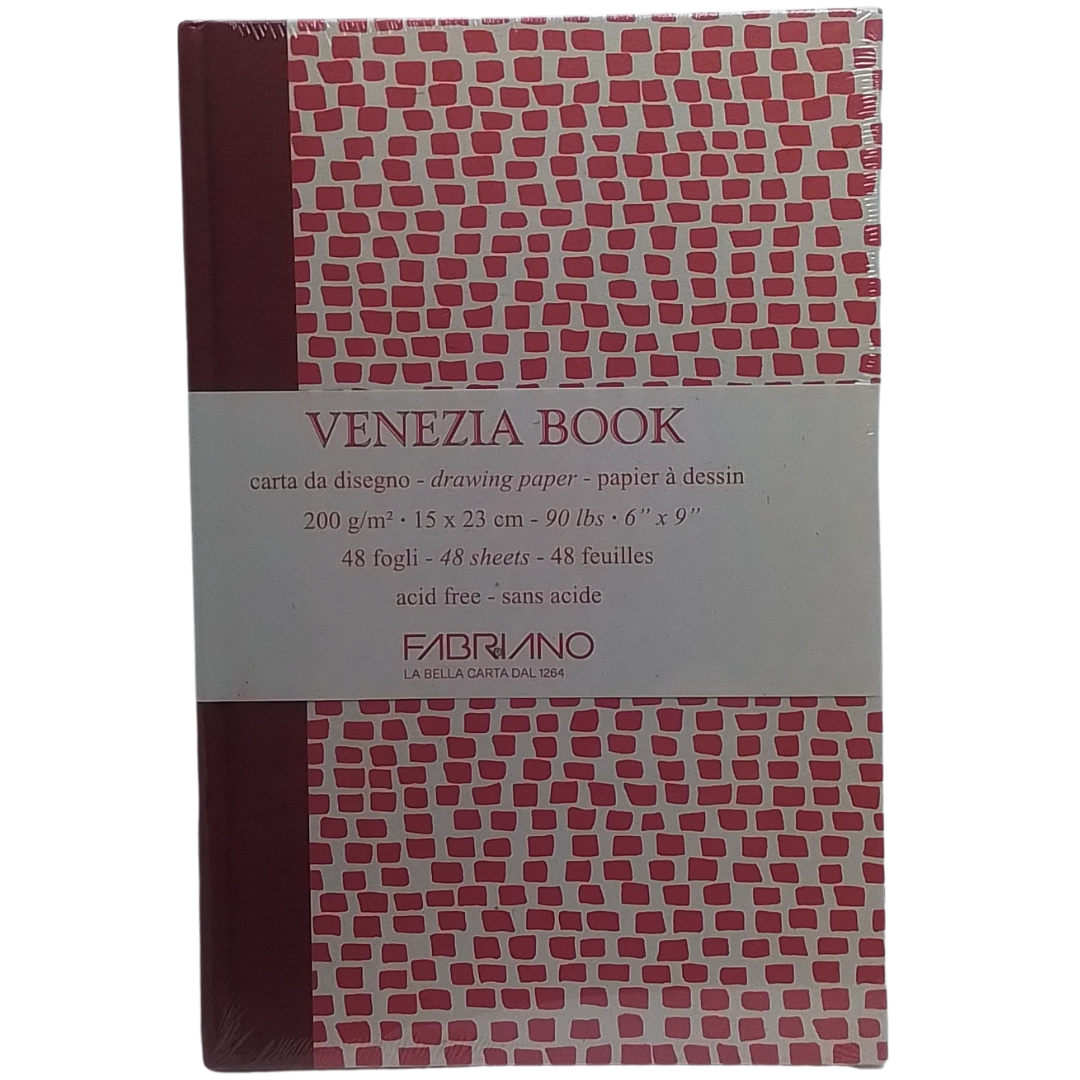 VENEZIA BOOK
carta da disegno - drawing paper - papier à dessin
200 g/m² · 15 x 23 cm - 90 lbs · 6” x 9”
48 fogli - 48 sheets - 48 feuilles
acid free - sans acide
FABRIANO
LA BELLA CARTA DAL 1264